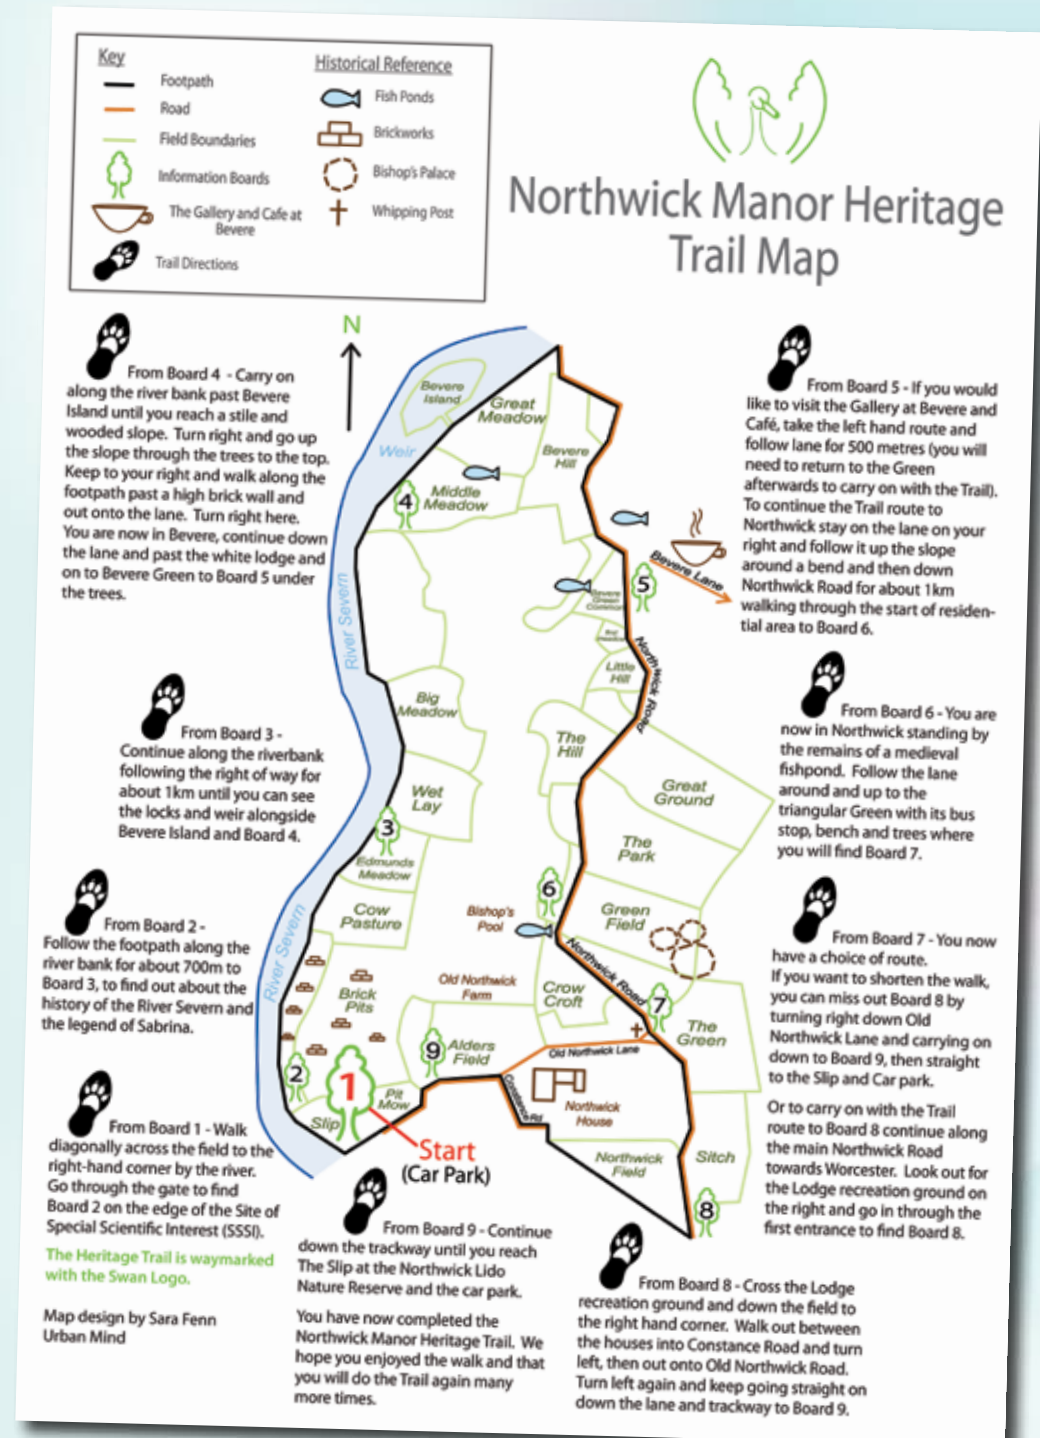 Key
Footpath
Road
Field Boundaries
Information Boards
The Gallery and Cafe at
Bevere
Trail Directions
Historical Reference
Fish Ponds
Brickworks
Bishop's Palace
Whipping Post
Northwick Manor Heritage
Trail Map
N
From Board 4 - Carry on
along the river bank past Bevere
Island until you reach a stile and
wooded slope. Turn right and go up
the slope through the trees to the top.
Keep to your right and walk along the
footpath past a high brick wall and
out onto the lane. Turn right here.
You are now in Bevere, continue down
the lane and past the white lodge and
on to Bevere Green to Board 5 under
the trees.
From Board 3 -
Continue along the riverbank
following the right of way for
about 1km until you can see
the locks and weir alongside
Bevere Island and Board 4.
From Board 2 -
Follow the footpath along the
river bank for about 700m to
Board 3, to find out about the
history of the River Severn and
the legend of Sabrina.
From Board 1 - Walk
diagonally across the field to the
right-hand corner by the river.
Go through the gate to find
Board 2 on the edge of the Site of
Special Scientific Interest (SSSI).
The Heritage Trail is waymarked
with the Swan Logo.
Map design by Sara Fenn
Urban Mind
Bevere
Island
Great
Meadow
Weir
Bevere
Hill
4
Middle
Meadow
River Severn
Bevere
Green
Common
5
Bevere Lane
Little
Hill
Northwick Road
Big
Meadow
The
Hill
Great
Ground
Wet
Lay
3
Edmunds
Meadow
The
Park
Cow
Pasture
6
Bishop's
Pool
Green
Field
River Severn
Northwick Road
Brick
Pits
Old Northwick
Farm
Crow
Croft
7
The
Green
9
Alders
Field
Old Northwick Lane
2
1
Pit
Mow
Slip
Constance Rd
Northwick
House
Start
(Car Park)
Northwick
Field
Sitch
8
From Board 5 - If you would
like to visit the Gallery at Bevere and
Café, take the left hand route and
follow lane for 500 metres (you will
need to return to the Green
afterwards to carry on with the Trail).
To continue the Trail route to
Northwick stay on the lane on your
right and follow it up the slope
around a bend and then down
Northwick Road for about 1km
walking through the start of residen-
tial area to Board 6.
From Board 6 - You are
now in Northwick standing by
the remains of a medieval
fishpond. Follow the lane
around and up to the
triangular Green with its bus
stop, bench and trees where
you will find Board 7.
From Board 7 - You now
have a choice of route.
If you want to shorten the walk,
you can miss out Board 8 by
turning right down Old
Northwick Lane and carrying on
down to Board 9, then straight
to the Slip and Car park.
Or to carry on with the Trail
route to Board 8 continue along
the main Northwick Road
towards Worcester. Look out for
the Lodge recreation ground on
the right and go in through the
first entrance to find Board 8.
From Board 9 - Continue
down the trackway until you reach
The Slip at the Northwick Lido
Nature Reserve and the car park.
You have now completed the
Northwick Manor Heritage Trail. We
hope you enjoyed the walk and that
you will do the Trail again many
more times.
From Board 8 - Cross the Lodge
recreation ground and down the field to
the right hand corner. Walk out between
the houses into Constance Road and turn
left, then out onto Old Northwick Road.
Turn left again and keep going straight on
down the lane and trackway to Board 9.